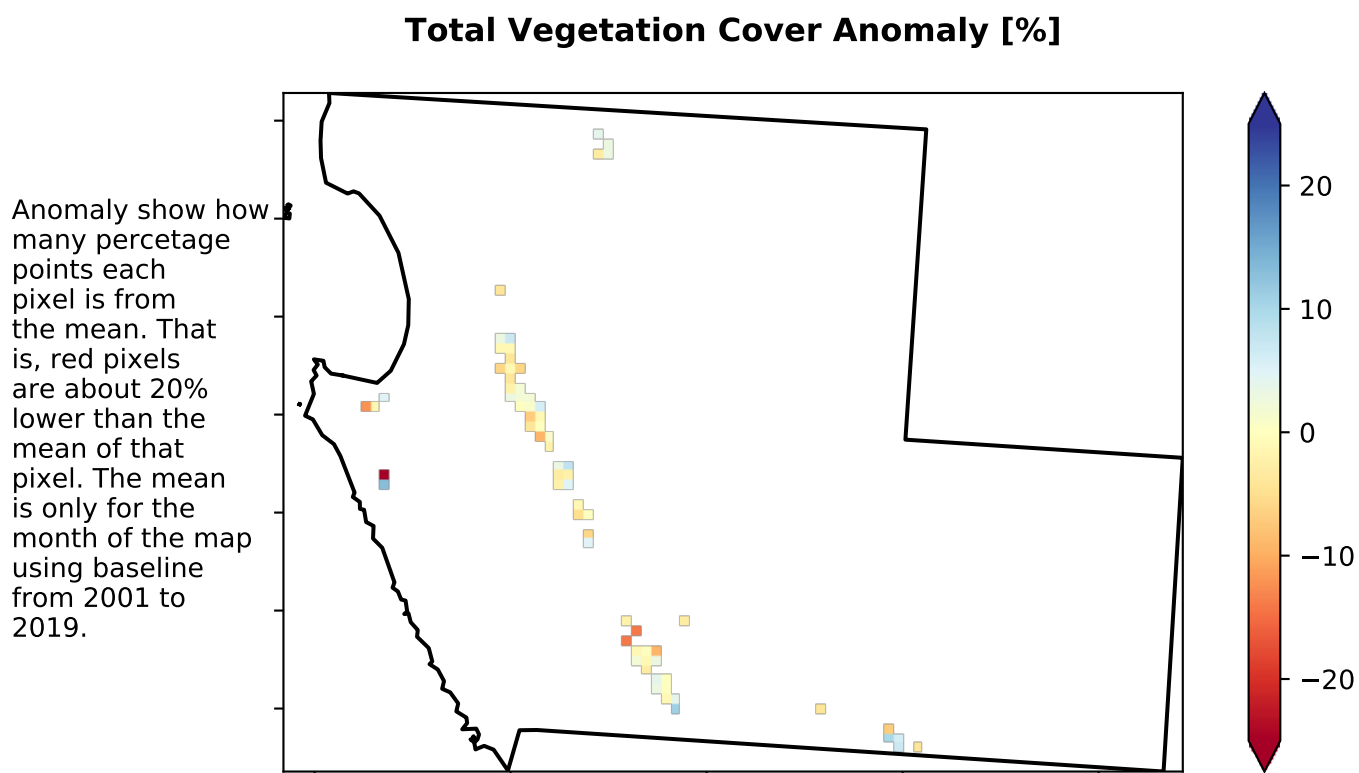 Total Vegetation Cover Anomaly [%]
Anomaly show how
many percetage
points each
pixel is from
the mean. That
is, red pixels
are about 20%
lower than the
mean of that
pixel. The mean
is only for the
month of the map
using baseline
from 2001 to
2019.
20
10
0
−10
−20